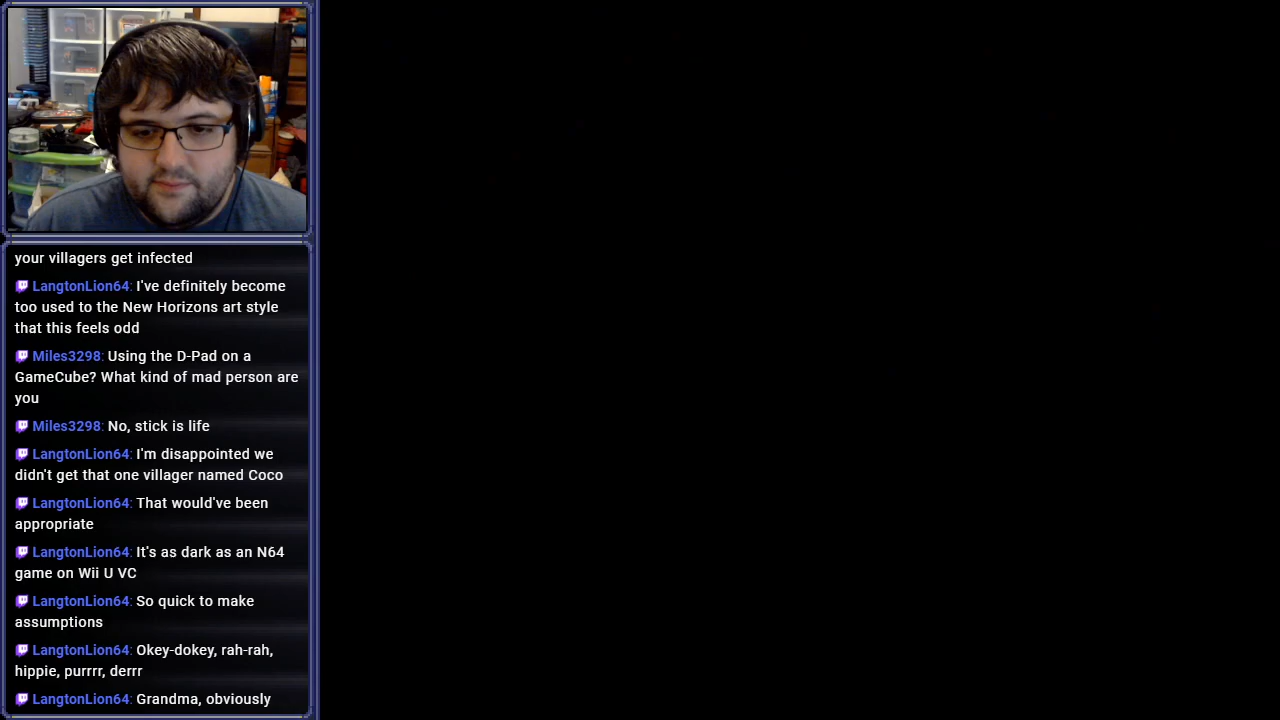 your villagers get infected
LangtonLion64: I've definitely become
too used to the New Horizons art style
that this feels odd
Miles3298: Using the D-Pad on a
GameCube? What kind of mad person are
you
Miles3298: No, stick is life
LangtonLion64: I'm disappointed we
didn't get that one villager named Coco
LangtonLion64: That would've been
appropriate
LangtonLion64: It's as dark as an N64
game on Wii U VC
LangtonLion64: So quick to make
assumptions
LangtonLion64: Okey-dokey, rah-rah,
hippie, purrrr, derrr
LangtonLion64: Grandma, obviously